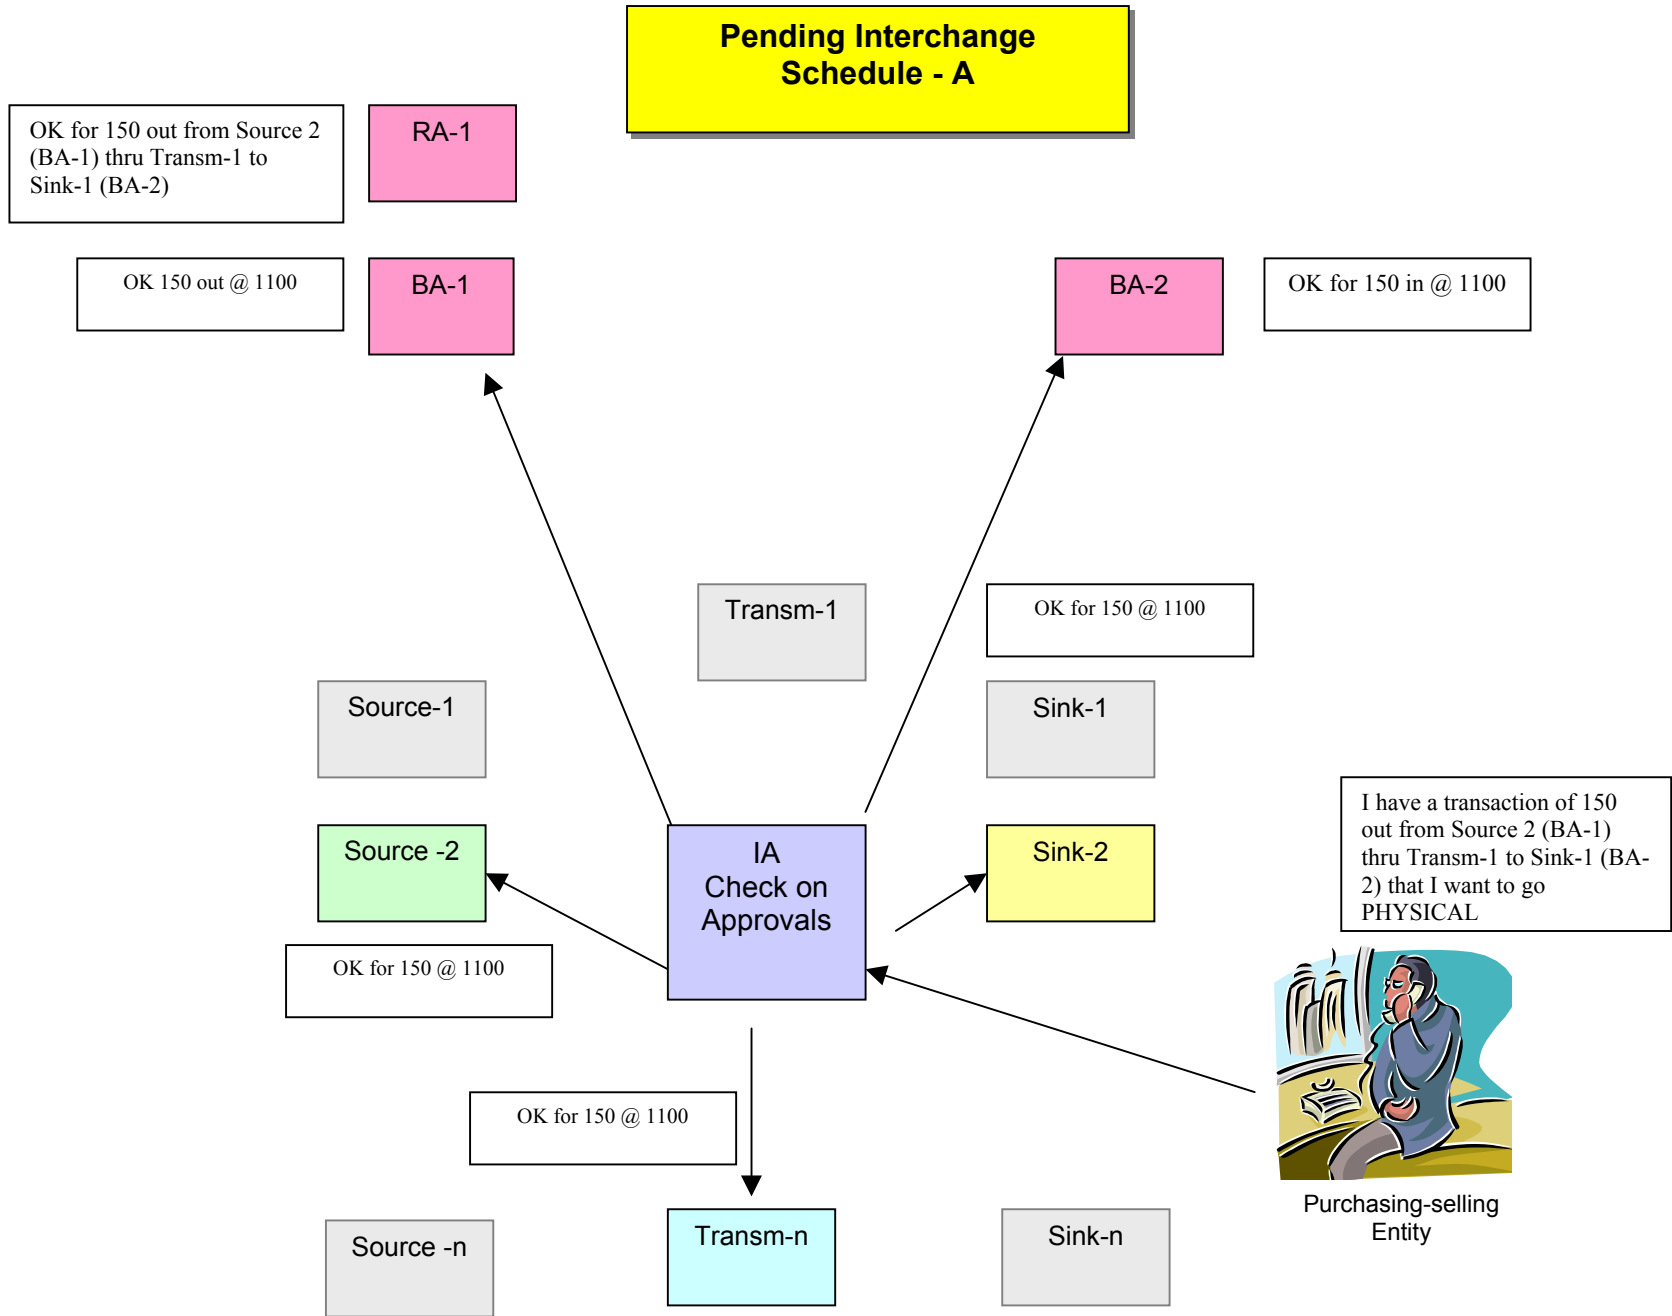 Pending Interchange
Schedule - A
OK for 150 out from Source 2
(BA-1) thru Transm-1 to
Sink-1 (BA-2)
RA-1
OK 150 out @ 1100
BA-1
BA-2
OK for 150 in @ 1100
Transm-1
OK for 150 @ 1100
Source-1
Sink-1
I have a transaction of 150
out from Source 2 (BA-1)
thru Transm-1 to Sink-1 (BA-
2) that I want to go
PHYSICAL
Source -2
IA
Check on
Approvals
Sink-2
OK for 150 @ 1100
OK for 150 @ 1100
Purchasing-selling
Entity
Source -n
Transm-n
Sink-n